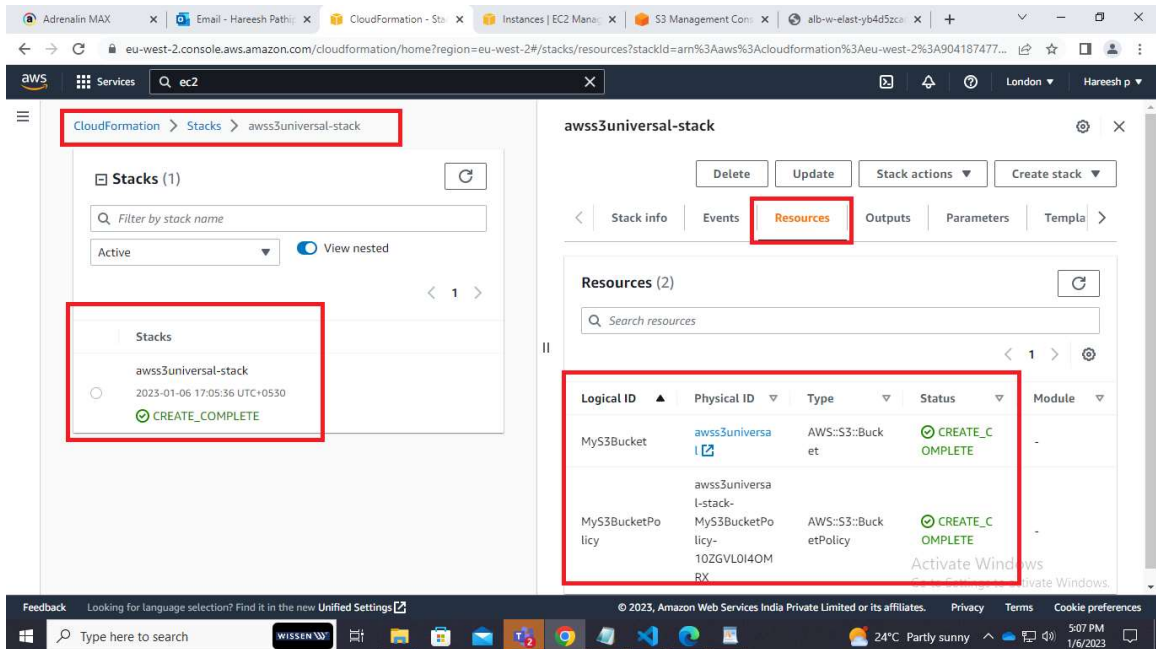 Adrenalin MAX
Email - Hareesh Pathip
CloudFormation - Sta
Instances | EC2 Manag
S3 Management Cons
alb-w-elast-yb4d5zca
eu-west-2.console.aws.amazon.com/cloudformation/home?region=eu-west-2#/stacks/resources?stackId=arn%3Aaws%3Acloudformation%3Aeu-west-2%3A904187477...
aws
Services
ec2
London
Hareesh p
CloudFormation > Stacks > awss3universal-stack
Stacks (1)
Filter by stack name
Active
View nested
1
Stacks
awss3universal-stack
2023-01-06 17:05:36 UTC+0530
CREATE_COMPLETE
awss3universal-stack
Delete
Update
Stack actions
Create stack
Stack info
Events
Resources
Outputs
Parameters
Templa
Resources (2)
Search resources
1
Logical ID
Physical ID
Type
Status
Module
MyS3Bucket
awss3universa
l
AWS::S3::Buck
et
CREATE_C
OMPLETE
-
MyS3BucketPo
licy
awss3universa
l-stack-
MyS3BucketPo
licy-
10ZGVL0I4OM
RX
AWS::S3::Buck
etPolicy
CREATE_C
OMPLETE
-
Activate Windows
Go to Settings to activate Windows.
Feedback
Looking for language selection? Find it in the new Unified Settings
© 2023, Amazon Web Services India Private Limited or its affiliates.
Privacy
Terms
Cookie preferences
Type here to search
WISSEN
2
24°C Partly sunny
5:07 PM
1/6/2023